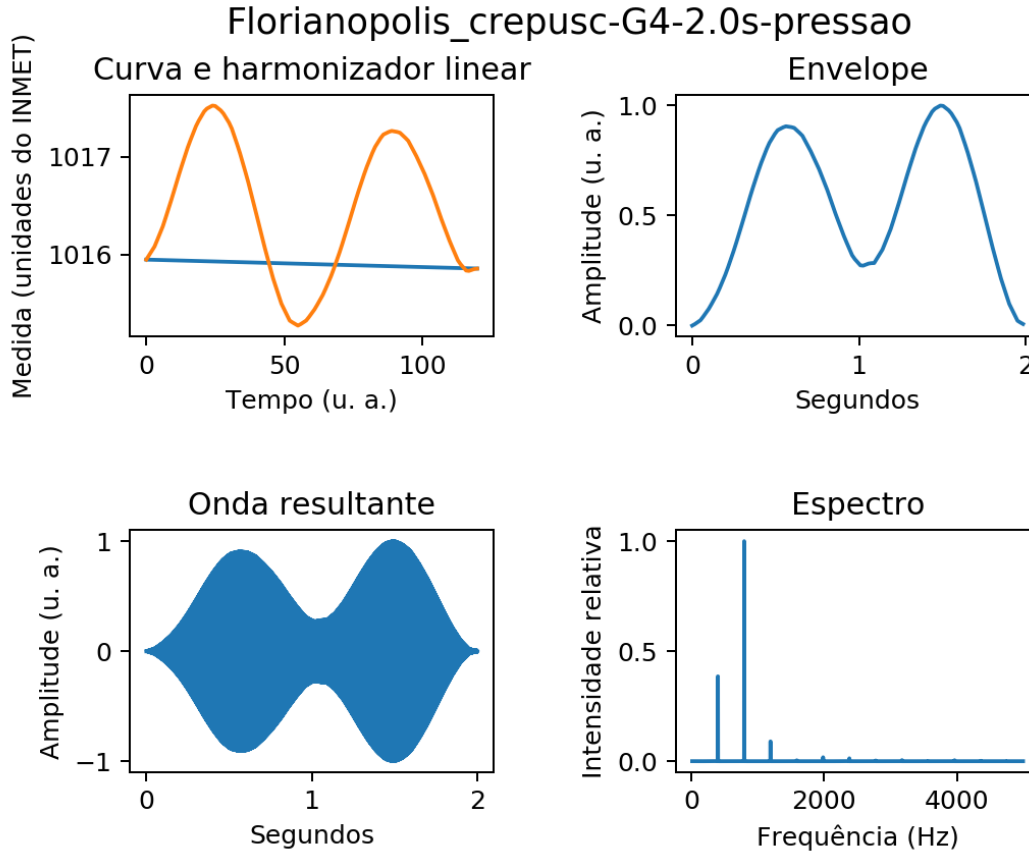 Florianopolis_crepusc-G4-2.0s-pressao
Curva e harmonizador linear
Medida (unidades do INMET)
1017
1016
0
50
100
Tempo (u. a.)
Envelope
Amplitude (u. a.)
1.0
0.5
0.0
0
1
2
Segundos
Onda resultante
Amplitude (u. a.)
1
0
−1
0
1
2
Segundos
Espectro
Intensidade relativa
1.0
0.5
0.0
0
2000
4000
Frequência (Hz)